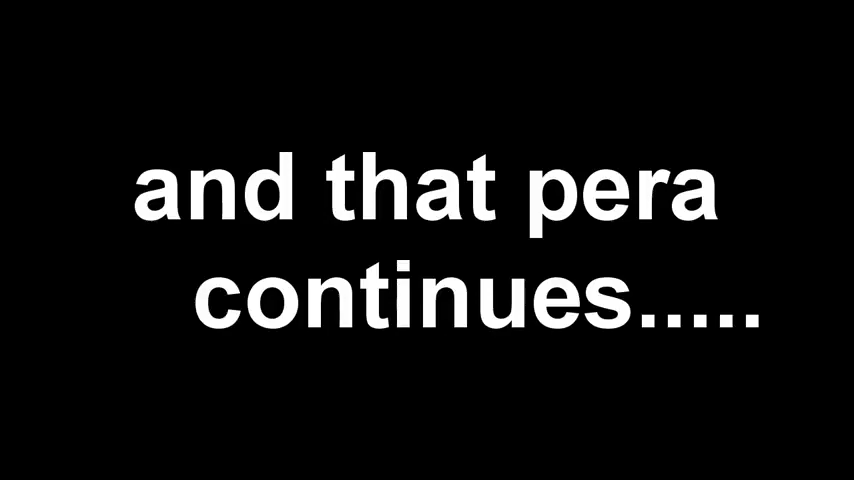 and that pera
continues.....